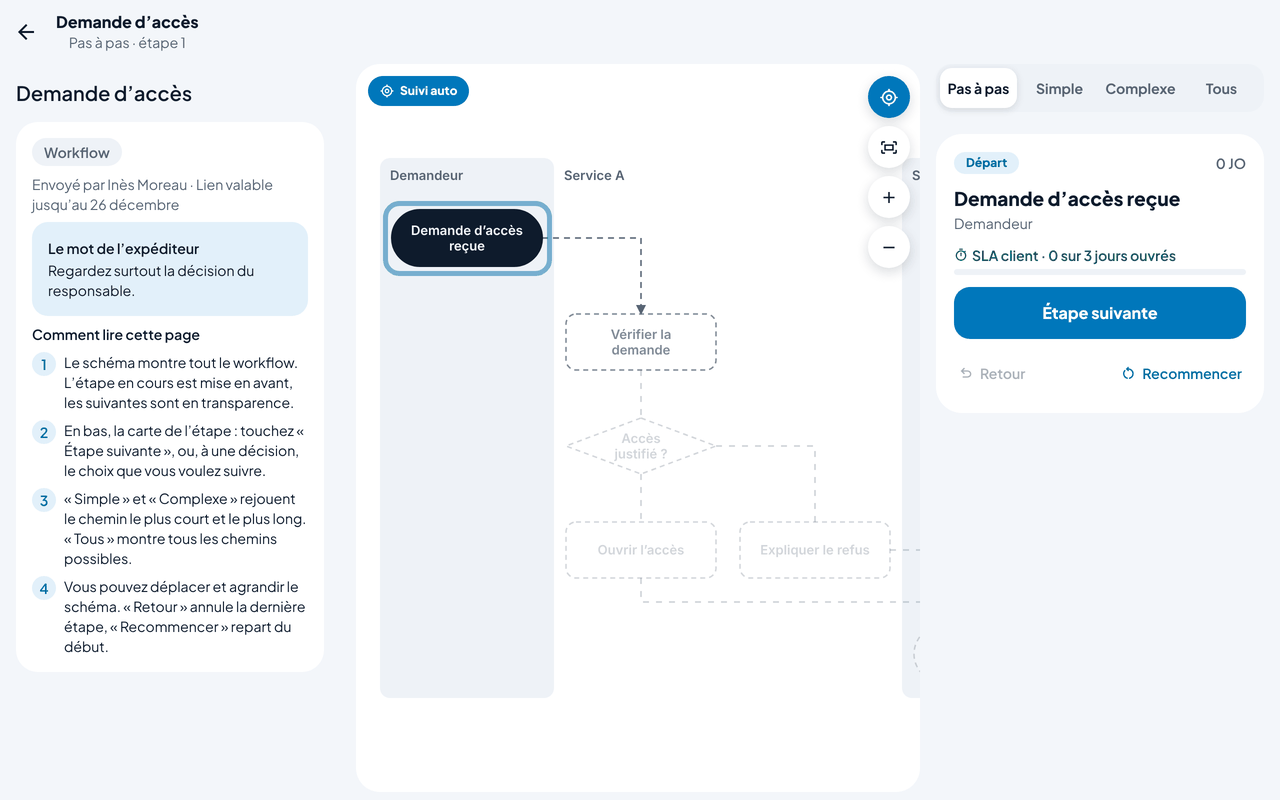 Demande d’accès
Pas à pas · étape 1
Demande d’accès
Workflow
Envoyé par Inès Moreau · Lien valable
jusqu’au 26 décembre
Le mot de l’expéditeur
Regardez surtout la décision du
responsable.
Comment lire cette page
1 Le schéma montre tout le workflow.
L’étape en cours est mise en avant,
les suivantes sont en transparence.
2 En bas, la carte de l’étape : touchez «
Étape suivante », ou, à une décision,
le choix que vous voulez suivre.
3 « Simple » et « Complexe » rejouent
le chemin le plus court et le plus long.
« Tous » montre tous les chemins
possibles.
4 Vous pouvez déplacer et agrandir le
schéma. « Retour » annule la dernière
étape, « Recommencer » repart du
début.
Suivi auto
Demandeur
Service A
S
Demande d’accès
reçue
Vérifier la
demande
Accès
justifié ?
Ouvrir l’accès
Expliquer le refus
Pas à pas
Simple
Complexe
Tous
Départ
0 JO
Demande d’accès reçue
Demandeur
SLA client · 0 sur 3 jours ouvrés
Étape suivante
Retour
Recommencer